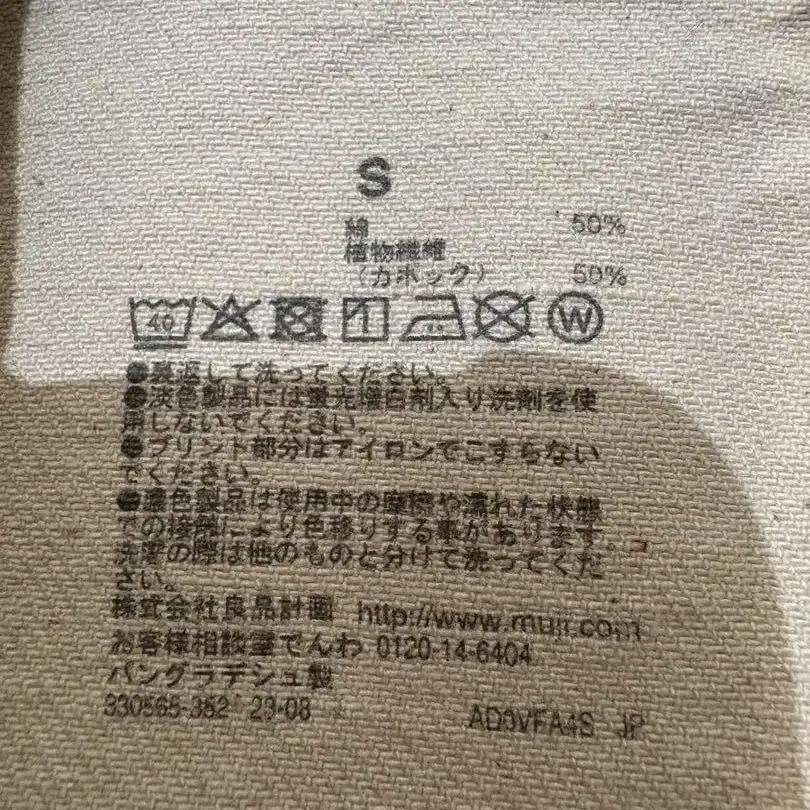 S
綿 50%
植物繊維
（カポック） 50%
40 W
●裏返して洗ってください。
●淡色製品には蛍光増白剤入り洗剤を使
用しないでください。
●プリント部分はアイロンでこすらない
でください。
●濃色製品は使用中の摩擦や濡れた状態
での接触により色移りする事があります。
洗濯の際は他のものと分けて洗ってくだ
さい。
株式会社良品計画 http://www.muji.com
お客様相談室でんわ 0120-14-6404
バングラデシュ製
330565-352 23-08
JP